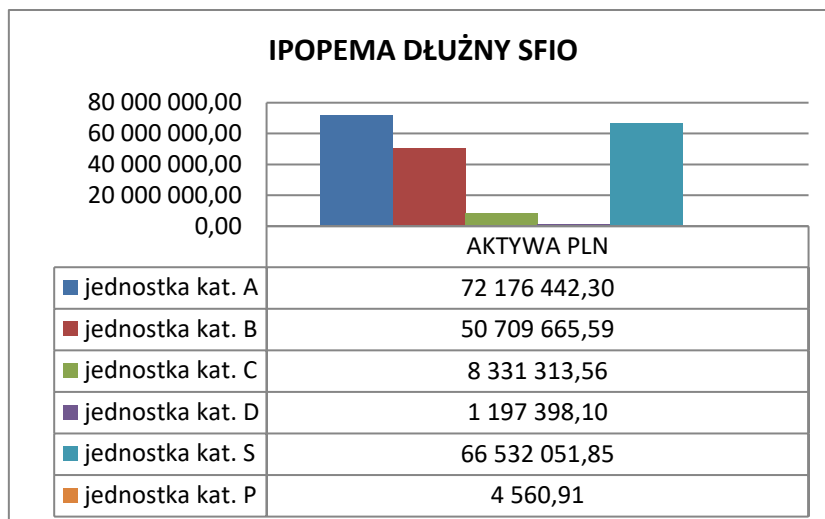 IPOPEMA DŁUŻNY SFIO
80 000 000,00
60 000 000,00
40 000 000,00
20 000 000,00
0,00
AKTYWA PLN
jednostka kat. A 72 176 442,30
jednostka kat. B 50 709 665,59
jednostka kat. C 8 331 313,56
jednostka kat. D 1 197 398,10
jednostka kat. S 66 532 051,85
jednostka kat. P 4 560,91